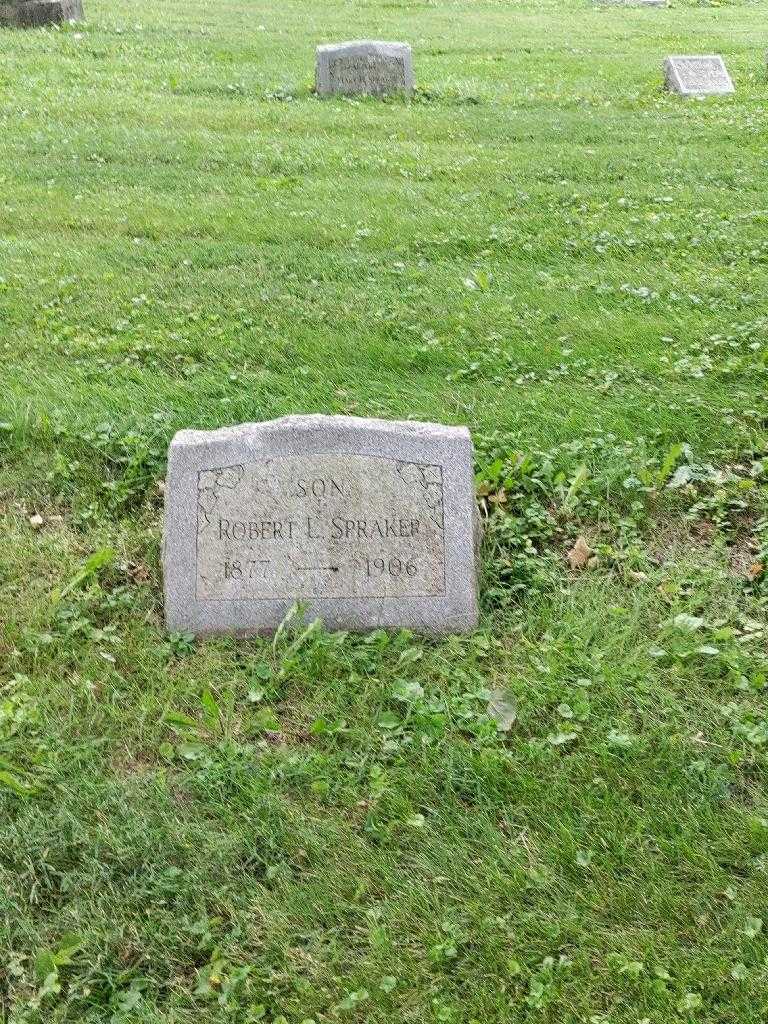 SON
ROBERT L. SPRAKER
1877 — 1906